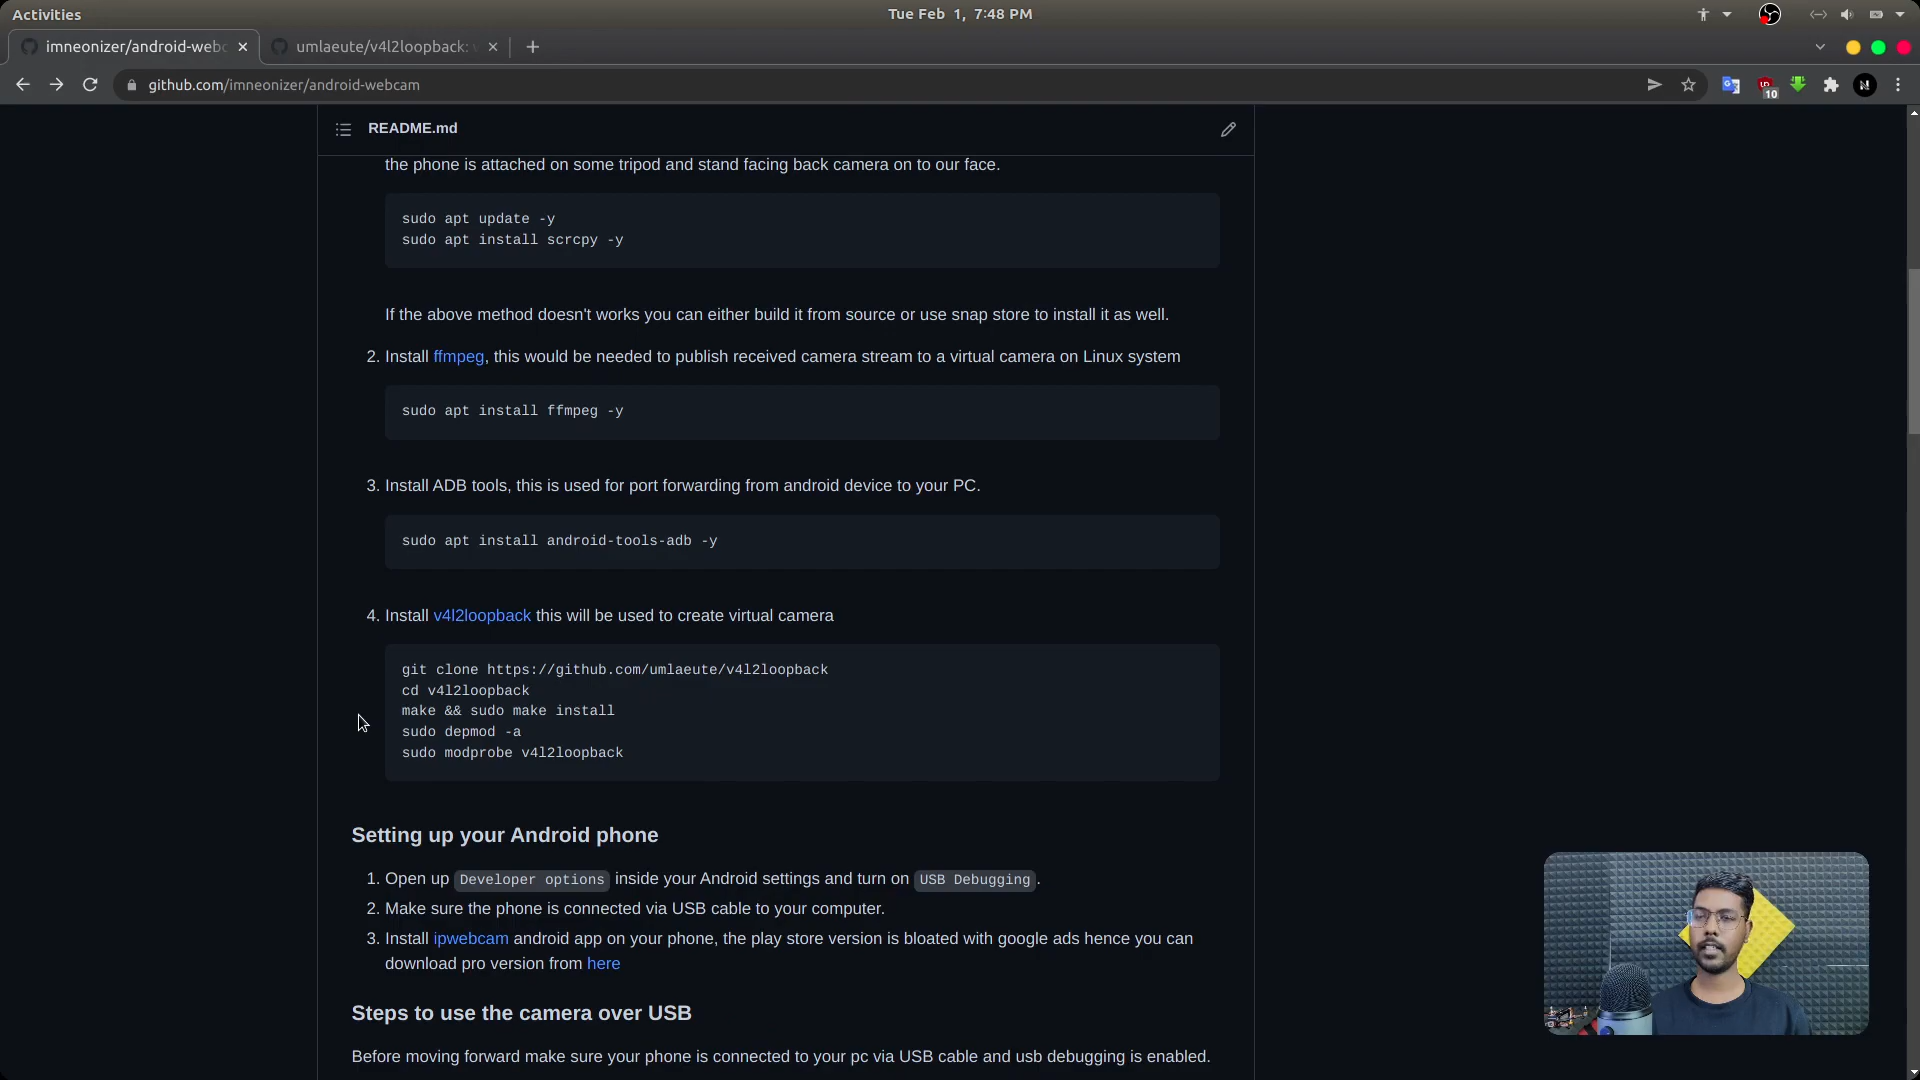 Activities
Tue Feb 1, 7:48 PM
imneonizer/android-webc
umlaeute/v4l2loopback:
github.com/imneonizer/android-webcam
10
N
README.md
the phone is attached on some tripod and stand facing back camera on to our face.
sudo apt update -y
sudo apt install scrcpy -y
If the above method doesn't works you can either build it from source or use snap store to install it as well.
2. Install ffmpeg, this would be needed to publish received camera stream to a virtual camera on Linux system
sudo apt install ffmpeg -y
3. Install ADB tools, this is used for port forwarding from android device to your PC.
sudo apt install android-tools-adb -y
4. Install v4l2loopback this will be used to create virtual camera
git clone https://github.com/umlaeute/v4l2loopback
cd v4l2loopback
make && sudo make install
sudo depmod -a
sudo modprobe v4l2loopback
Setting up your Android phone
1. Open up Developer options inside your Android settings and turn on USB Debugging.
2. Make sure the phone is connected via USB cable to your computer.
3. Install ipwebcam android app on your phone, the play store version is bloated with google ads hence you can
download pro version from here
Steps to use the camera over USB
Before moving forward make sure your phone is connected to your pc via USB cable and usb debugging is enabled.